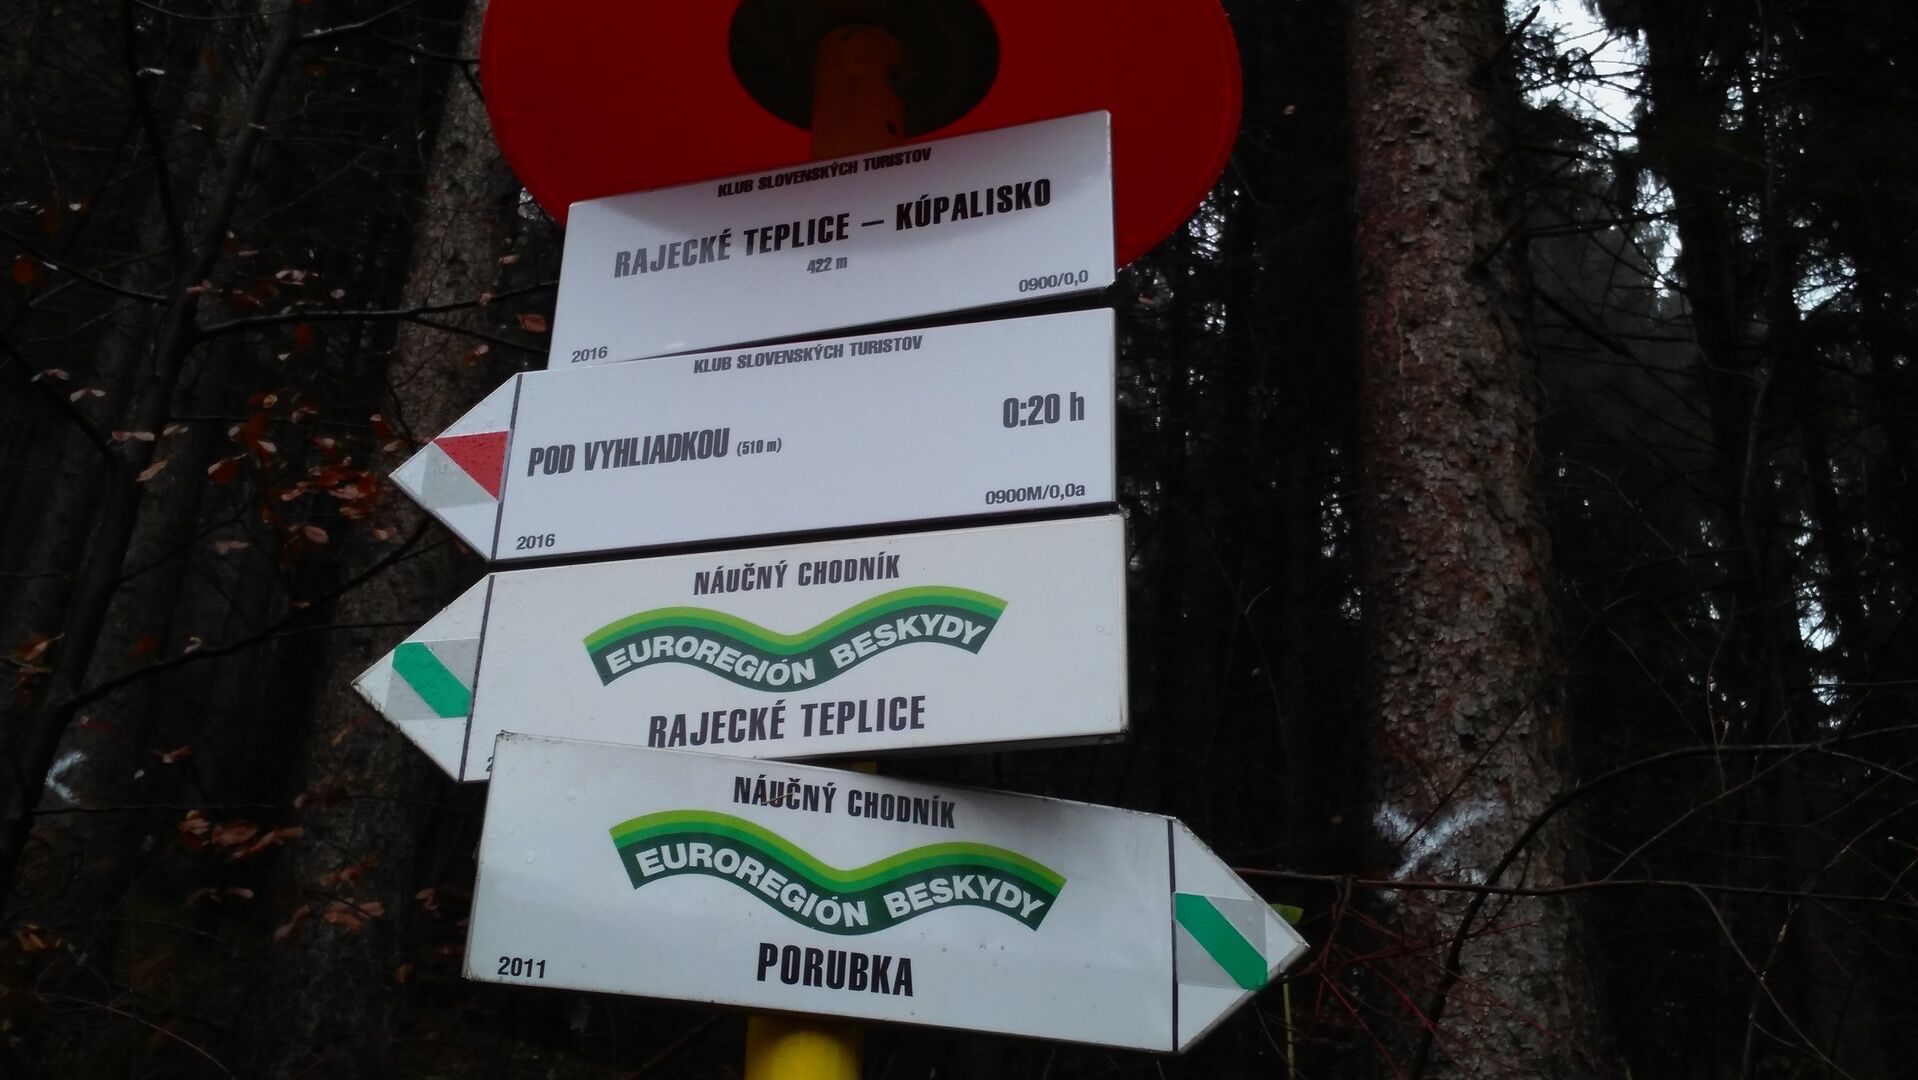 KLUB SLOVENSKÝCH TURISTOV
RAJECKÉ TEPLICE – KÚPALISKO
422 m
0900/0,0
2016
KLUB SLOVENSKÝCH TURISTOV
0:20 h
POD VYHLIADKOU (510 m)
0900M/0,0a
2016
NÁUČNÝ CHODNÍK
EUROREGIÓN BESKYDY
RAJECKÉ TEPLICE
NÁUČNÝ CHODNÍK
EUROREGIÓN BESKYDY
PORUBKA
2011